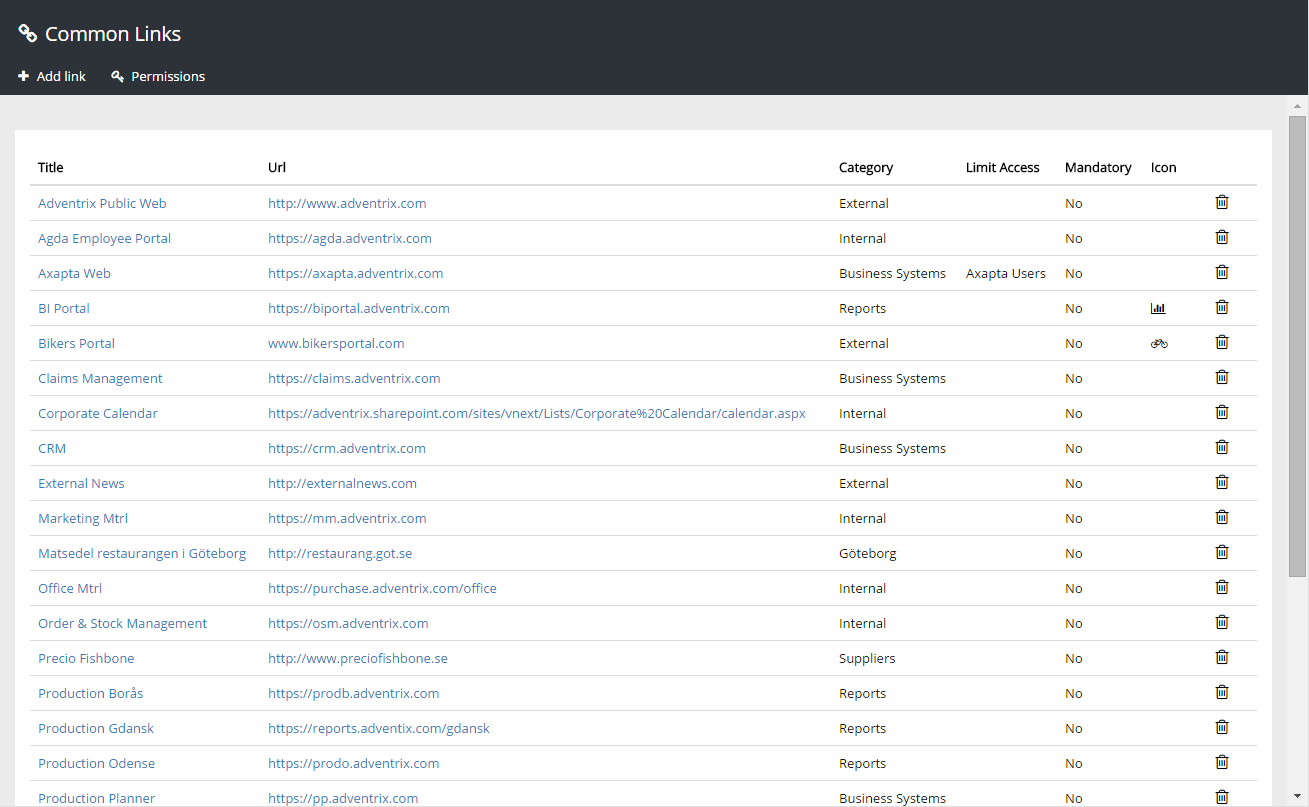 Common Links
Add link Permissions
Title Url Category Limit Access Mandatory Icon
Adventrix Public Web http://www.adventrix.com External No
Agda Employee Portal https://agda.adventrix.com Internal No
Axapta Web https://axapta.adventrix.com Business Systems Axapta Users No
BI Portal https://biportal.adventrix.com Reports No
Bikers Portal www.bikersportal.com External No
Claims Management https://claims.adventrix.com Business Systems No
Corporate Calendar https://adventrix.sharepoint.com/sites/vnext/Lists/Corporate%20Calendar/calendar.aspx Internal No
CRM https://crm.adventrix.com Business Systems No
External News http://externalnews.com External No
Marketing Mtrl https://mm.adventrix.com Internal No
Matsedel restaurangen i Göteborg http://restaurang.got.se Göteborg No
Office Mtrl https://purchase.adventrix.com/office Internal No
Order & Stock Management https://osm.adventrix.com Internal No
Precio Fishbone http://www.preciofishbone.se Suppliers No
Production Borås https://prodb.adventrix.com Reports No
Production Gdansk https://reports.adventix.com/gdansk Reports No
Production Odense https://prodo.adventrix.com Reports No
Production Planner https://pp.adventrix.com Business Systems No